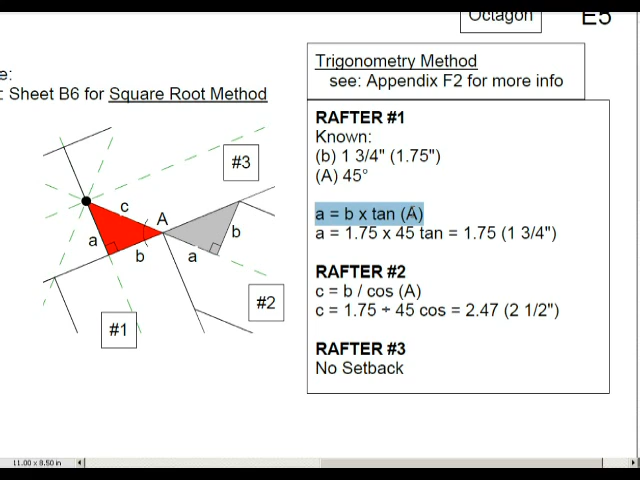 Octagon
E5
e:
: Sheet B6 for Square Root Method
Trigonometry Method
see: Appendix F2 for more info
RAFTER #1
Known:
(b) 1 3/4" (1.75")
(A) 45°
a = b x tan (A)
a = 1.75 x 45 tan = 1.75 (1 3/4")
RAFTER #2
c = b / cos (A)
c = 1.75 ÷ 45 cos = 2.47 (2 1/2")
RAFTER #3
No Setback
#3
c
A
a
b
b
a
#2
#1
11.00 x 8.50 in